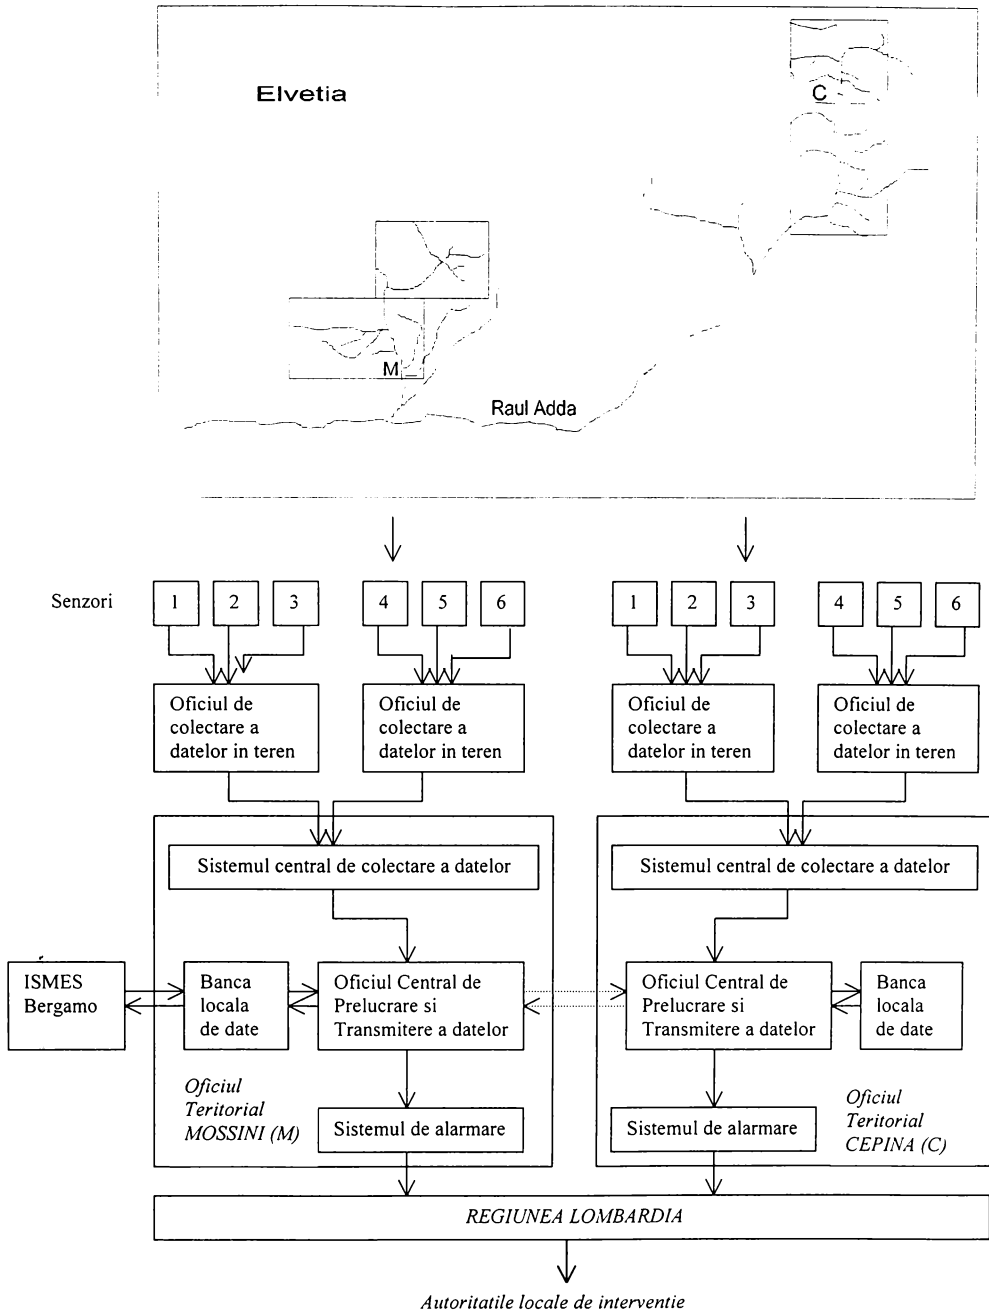 Elvetia
C
M
Raul Adda
Senzori
1 2 3 4 5 6 1 2 3 4 5 6
Oficiul de
colectare a
datelor in teren
Oficiul de
colectare a
datelor in teren
Oficiul de
colectare a
datelor in teren
Oficiul de
colectare a
datelor in teren
Sistemul central de colectare a datelor
Sistemul central de colectare a datelor
ISMES
Bergamo
Banca
locala
de date
Oficiul Central de
Prelucrare si
Transmitere a datelor
Oficiul Central de
Prelucrare si
Transmitere a datelor
Banca
locala
de date
Oficiul
Teritorial
MOSSINI (M)
Sistemul de alarmare
Sistemul de alarmare
Oficiul
Teritorial
CEPINA (C)
REGIUNEA LOMBARDIA
Autoritatile locale de interventie